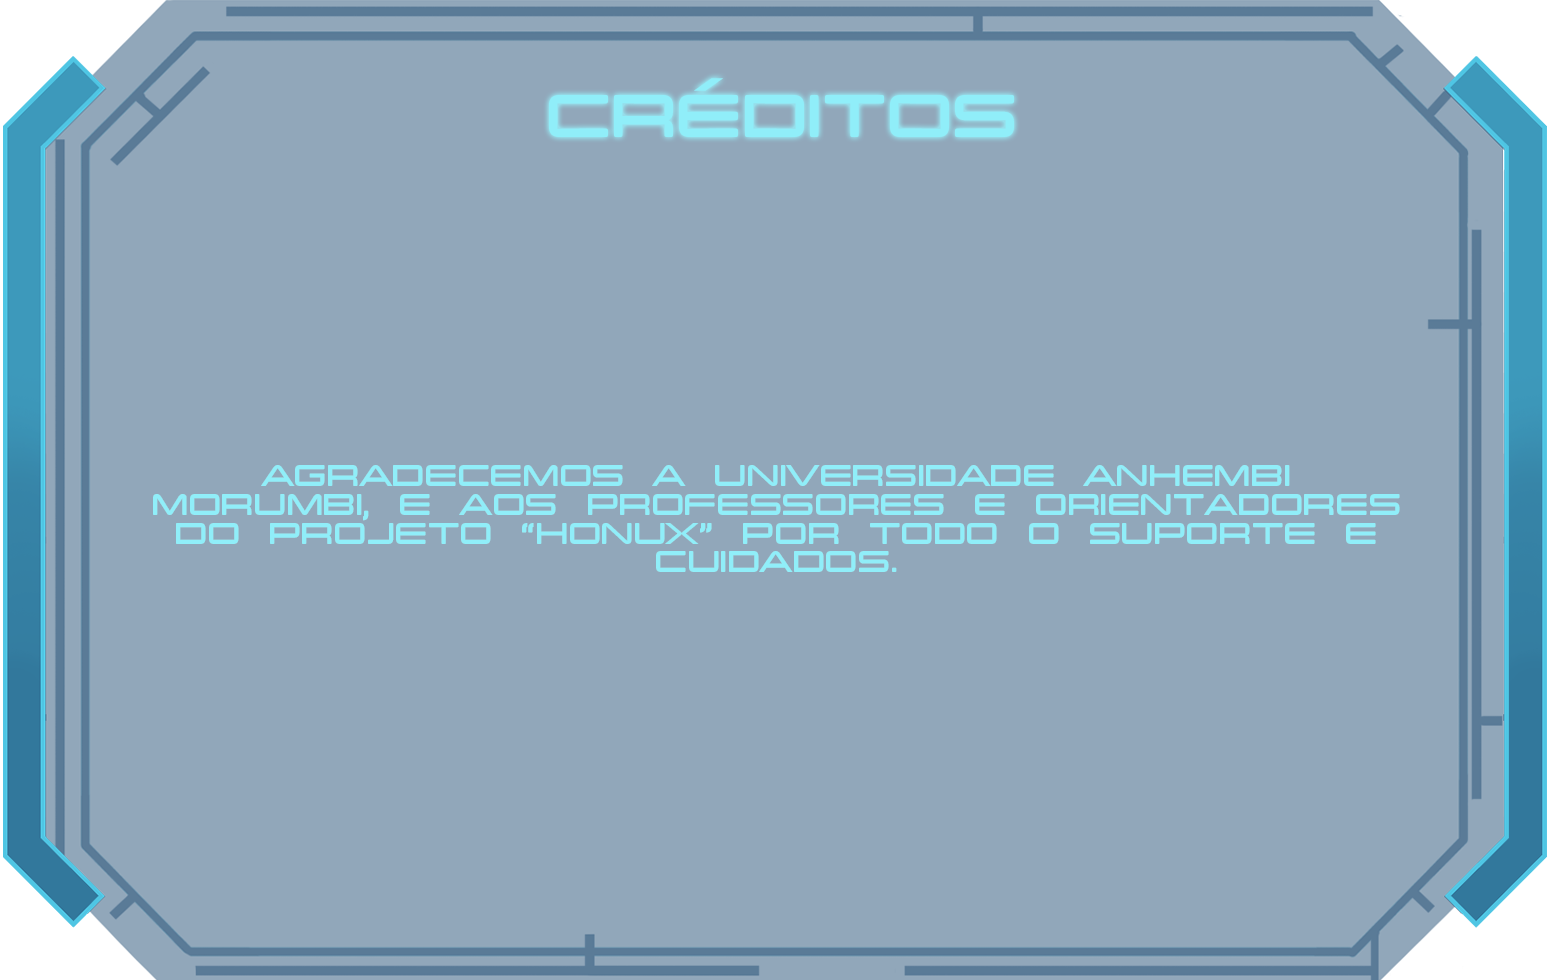 CRÉDITOS
AGRADECEMOS A UNIVERSIDADE ANHEMBI
MORUMBI, E AOS PROFESSORES E ORIENTADORES
DO PROJETO “HONUX” POR TODO O SUPORTE E
CUIDADOS.